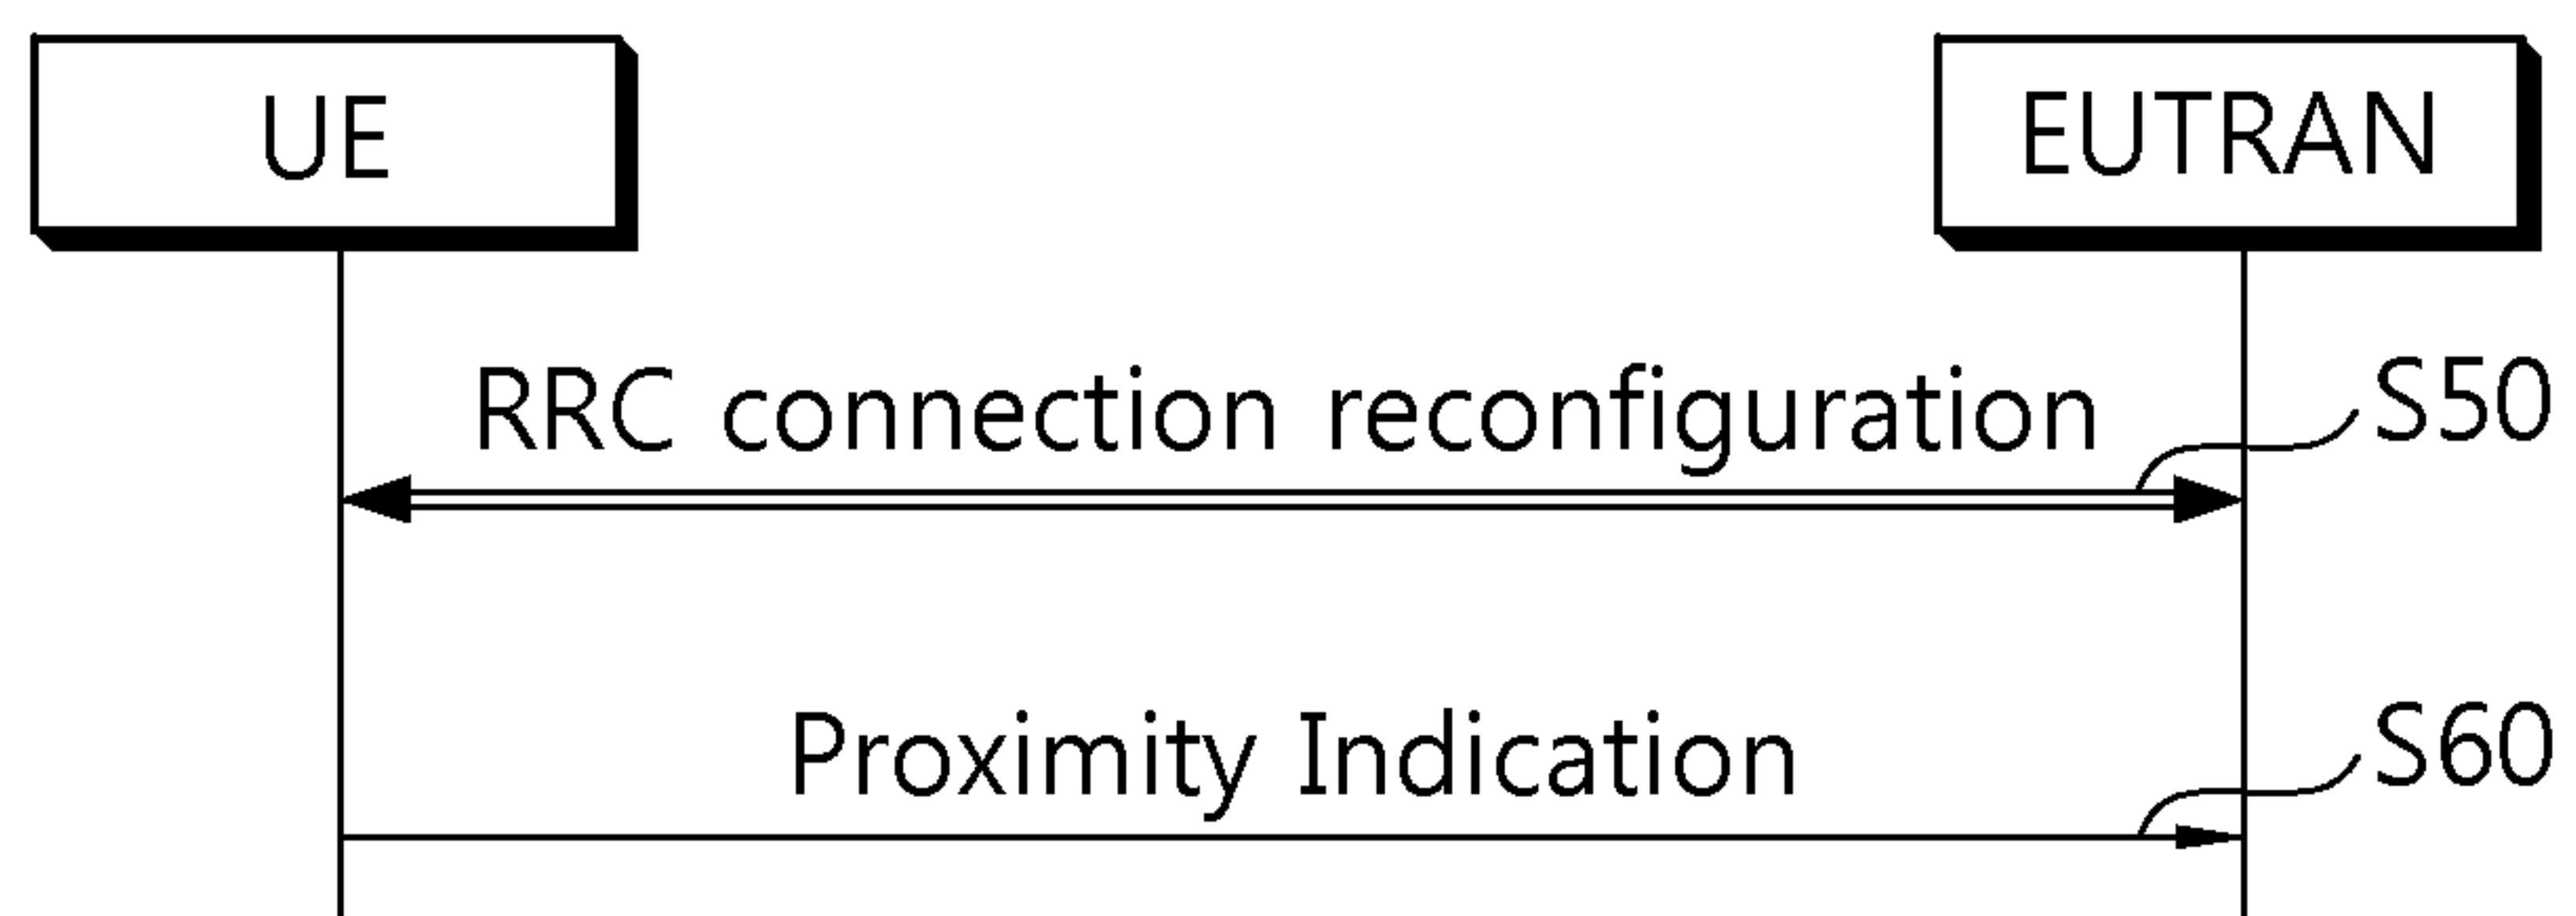 UE
EUTRAN
RRC connection reconfiguration
S50
Proximity Indication
S60